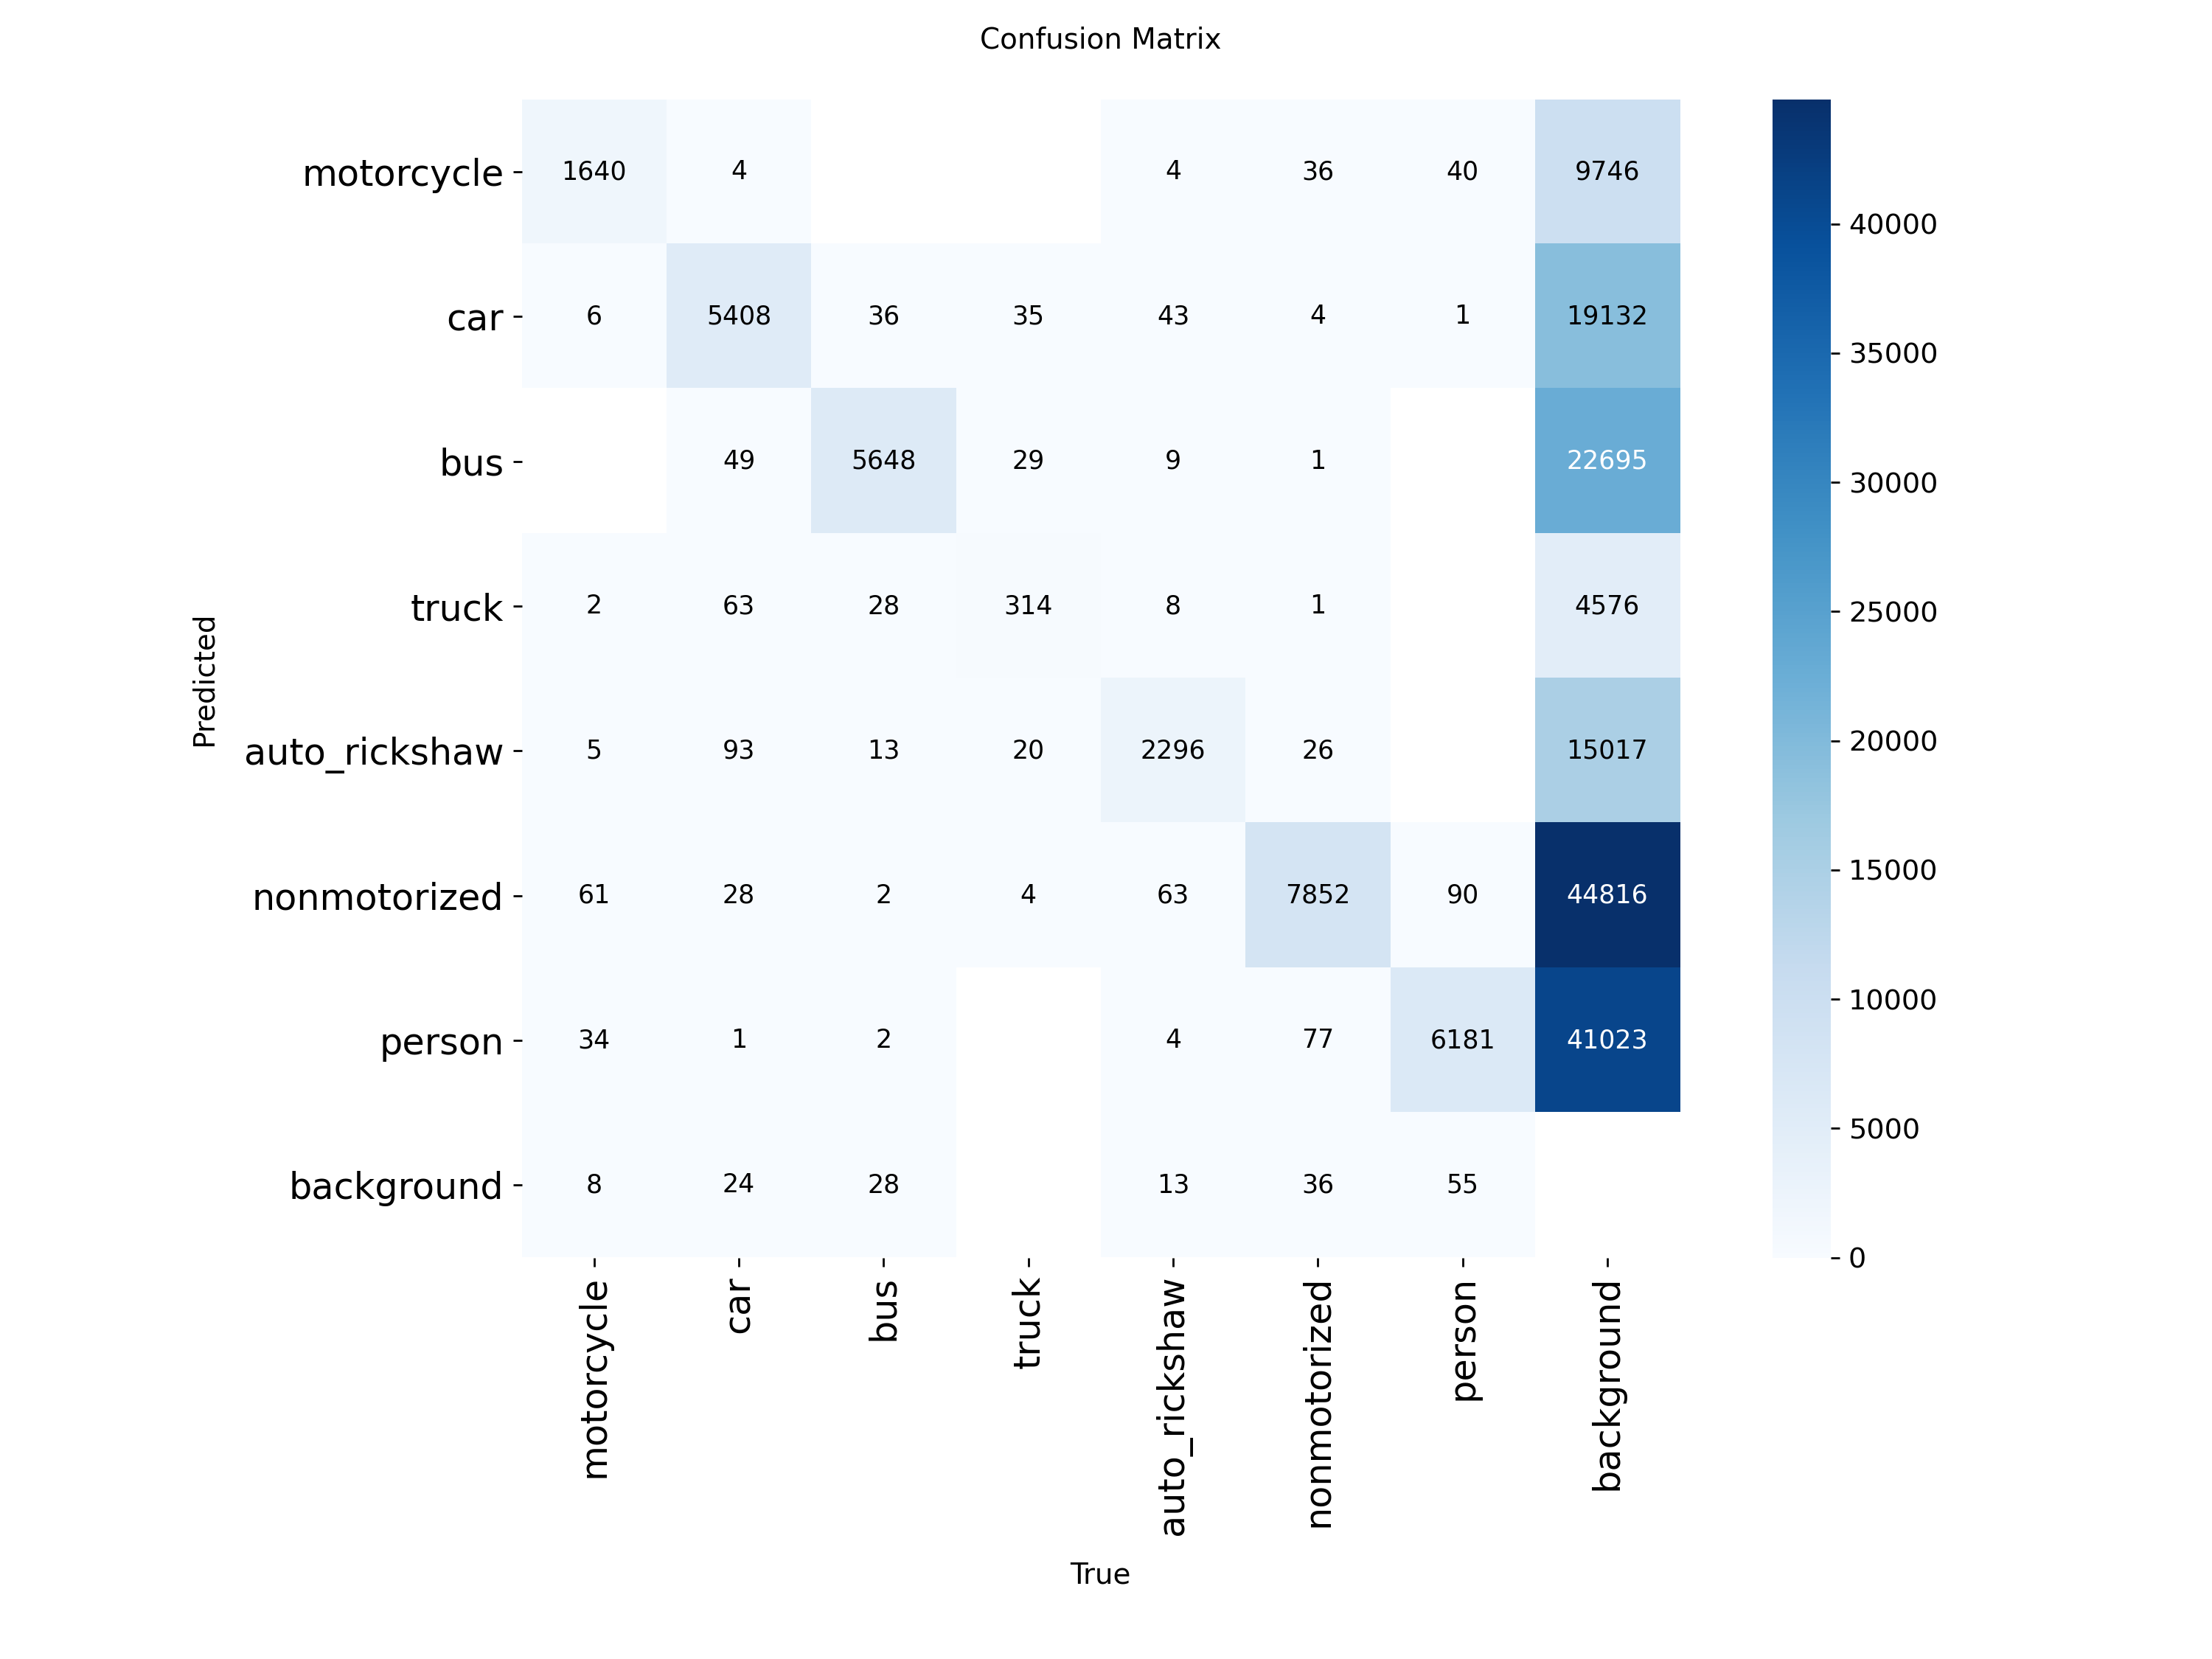 Confusion Matrix
motorcycle 1640 4 4 36 40 9746
car 6 5408 36 35 43 4 1 19132
bus 49 5648 29 9 1 22695
truck 2 63 28 314 8 1 4576
auto_rickshaw 5 93 13 20 2296 26 15017
nonmotorized 61 28 2 4 63 7852 90 44816
person 34 1 2 4 77 6181 41023
background 8 24 28 13 36 55
Predicted
motorcycle
car
bus
truck
auto_rickshaw
nonmotorized
person
background
True
40000
35000
30000
25000
20000
15000
10000
5000
0